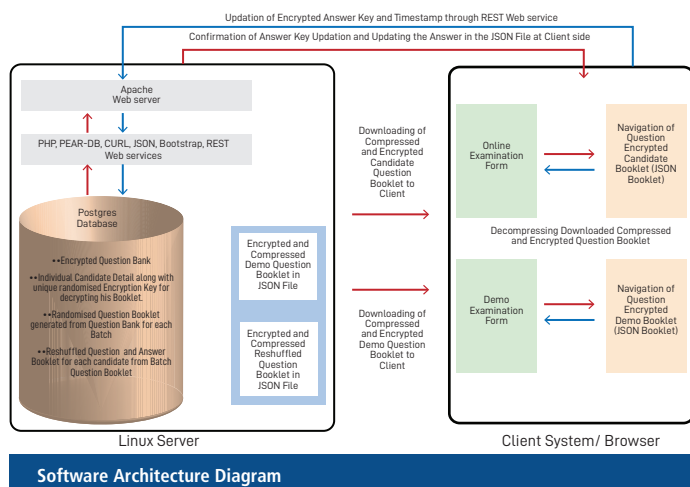 Updation of Encrypted Answer Key and Timestamp through REST Web service
Confirmation of Answer Key Updation and Updating the Answer in the JSON File at Client side
Apache
Web server
PHP, PEAR-DB, CURL, JSON, Bootstrap, REST
Web services
Postgres
Database
••Encrypted Question Bank
••Individual Candidate Detail along with
unique randomised Encryption Key for
decrypting his Booklet.
••Randomised Question Booklet
generated from Question Bank for each
Batch
••Reshuffled Question and Answer
Booklet for each candidate from Batch
Question Booklet
Encrypted and
Compressed
Demo Question
Booklet in
JSON File
Encrypted and
Compressed
Reshuffled
Question
Booklet in
JSON File
Linux Server
Downloading of
Compressed
and Encrypted
Candidate
Question
Booklet to
Client
Downloading of
Compressed
and Encrypted
Demo Question
Booklet to
Client
Online
Examination
Form
Navigation of
Question
Encrypted
Candidate
Booklet (JSON
Booklet)
Decompressing Downloaded Compressed
and Encrypted Question Booklet
Demo
Examination
Form
Navigation of
Question
Encrypted
Demo Booklet
(JSON Booklet)
Client System/ Browser
Software Architecture Diagram